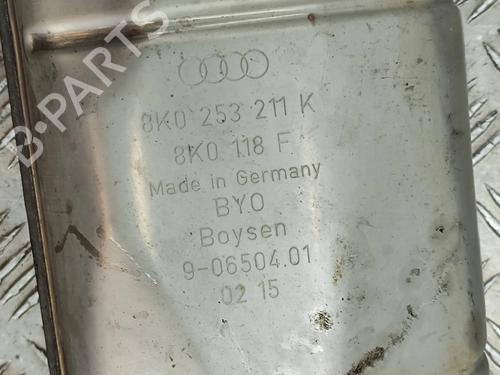 8K0 253 211 K
8K0 118 F
Made in Germany
BYO
Boysen
9-06504.01
02 15
B-PARTS